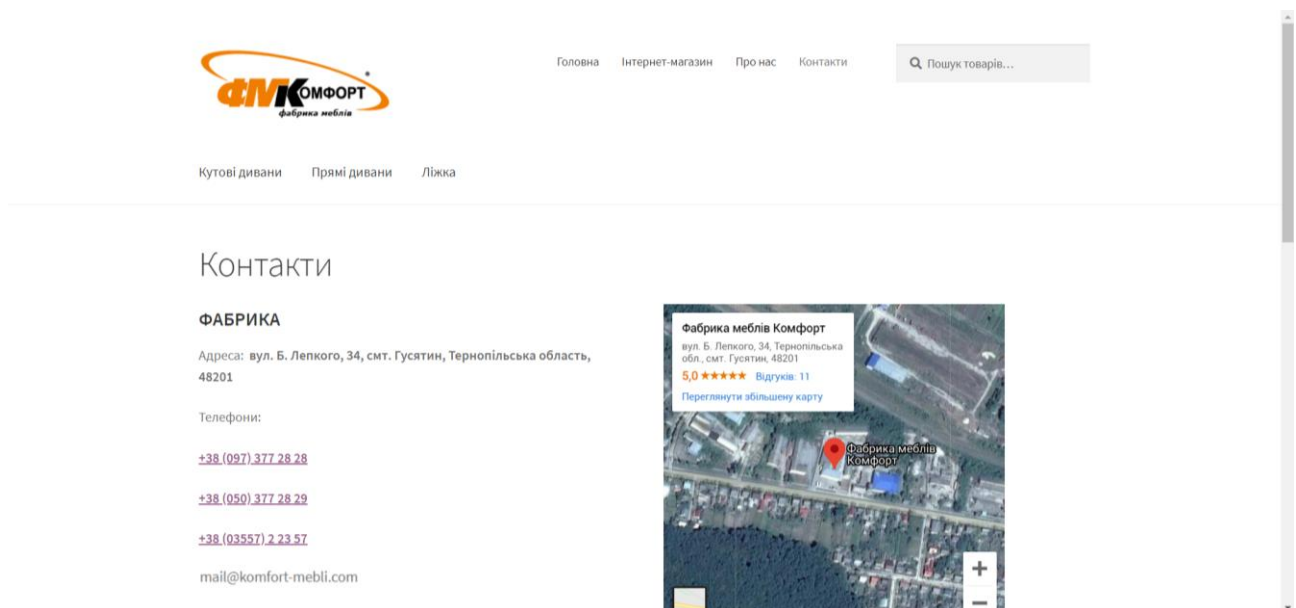 ФМКОМФОРТ
фабрика меблів
Головна Інтернет-магазин Про нас Контакти
Пошук товарів...
Кутові дивани Прямі дивани Ліжка
Контакти
ФАБРИКА
Адреса: вул. Б. Лепкого, 34, смт. Гусятин, Тернопільська область,
48201
Телефони:
+38 (097) 377 28 28
+38 (050) 377 28 29
+38 (03557) 2 23 57
mail@komfort-mebli.com
Фабрика меблів Комфорт
вул. Б. Лепкого, 34, Тернопільська
обл., смт. Гусятин, 48201
5,0 ★★★★★ Відгуків: 11
Переглянути збільшену карту
Фабрика меблів
Комфорт
+
−